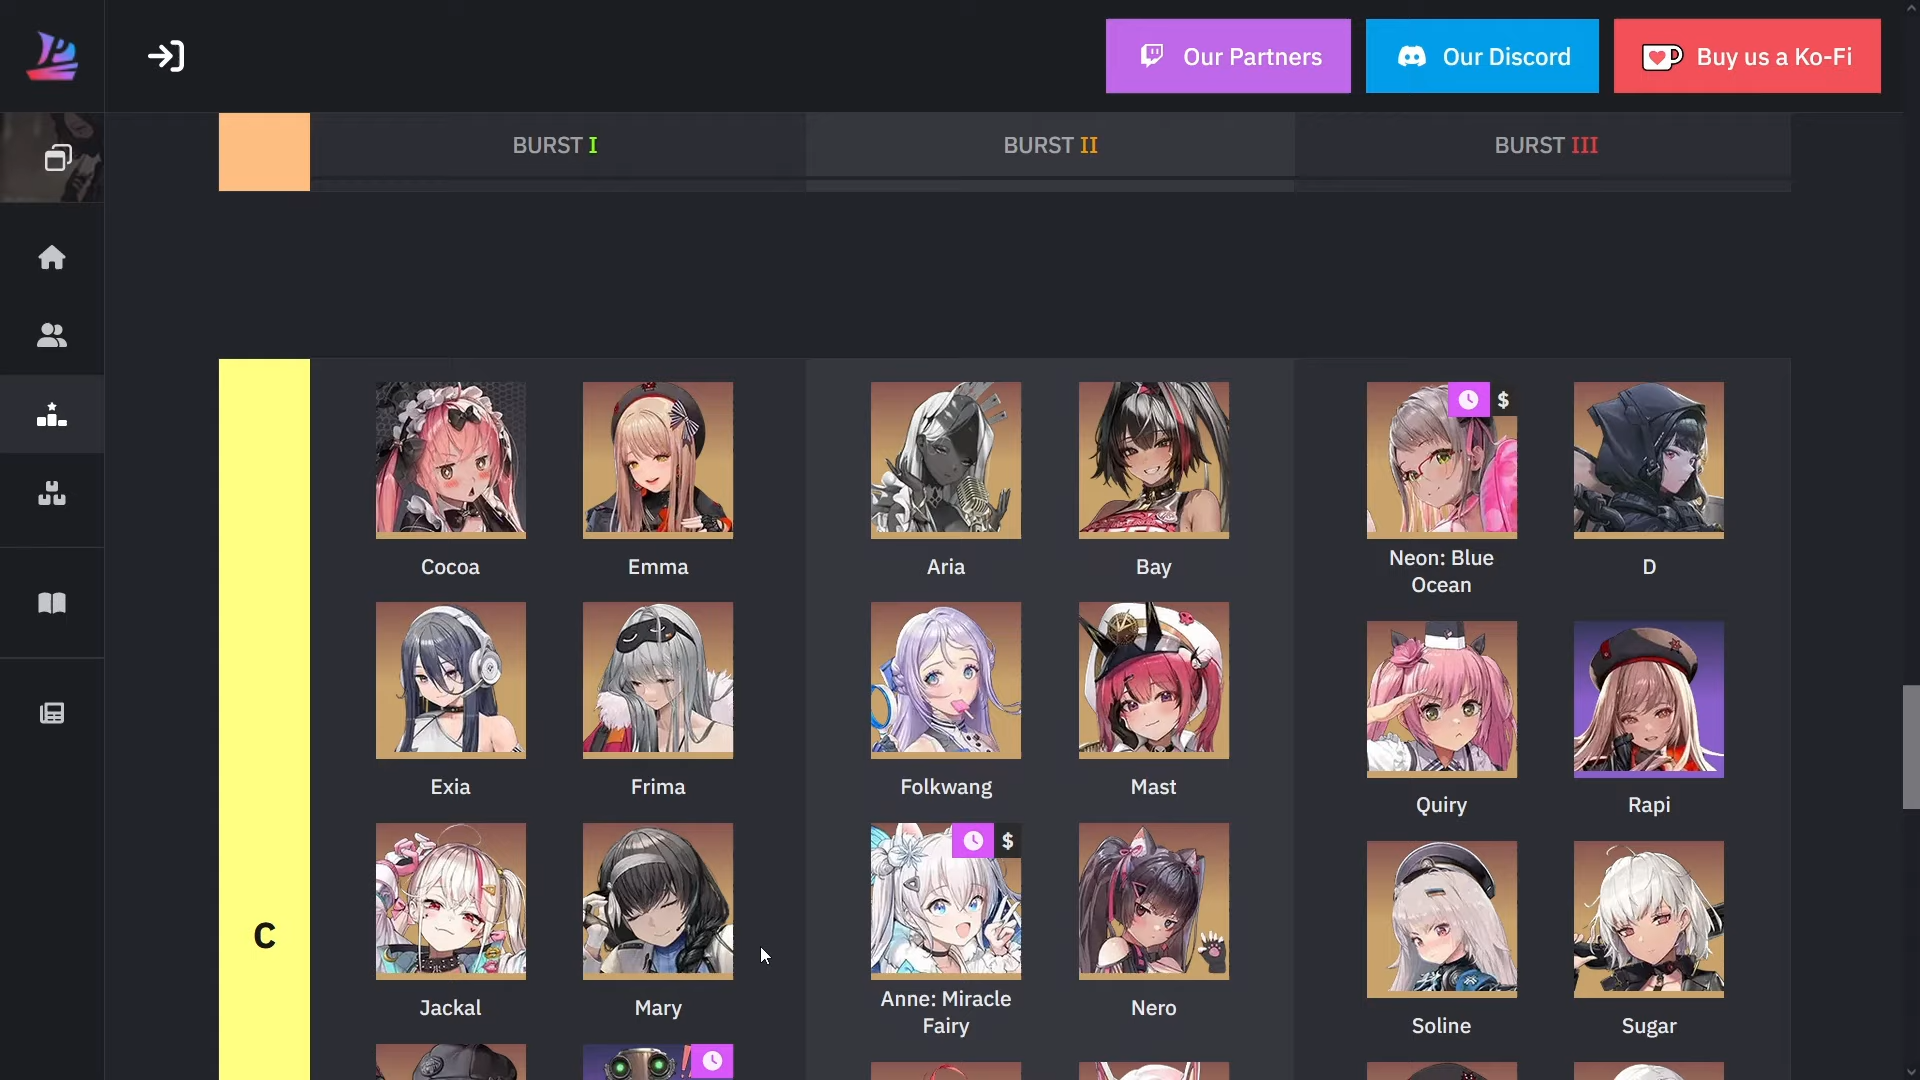 Our Partners
Our Discord
Buy us a Ko-Fi
BURST I
BURST II
BURST III
C
Cocoa
Emma
Aria
Bay
Neon: Blue
Ocean
D
Exia
Frima
Folkwang
Mast
Quiry
Rapi
$
$
Jackal
Mary
Anne: Miracle
Fairy
Nero
Soline
Sugar